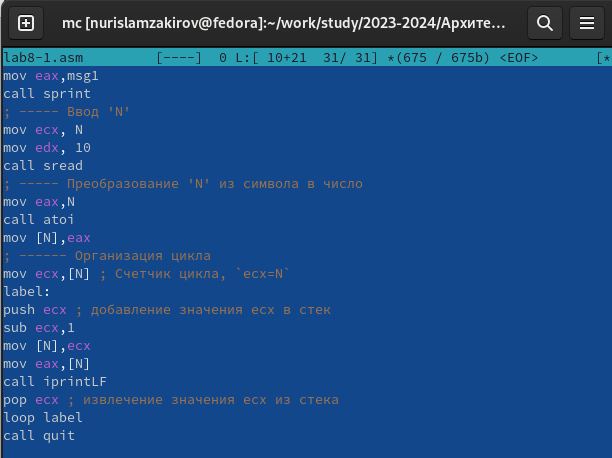 mc [nurislamzakirov@fedora]:~/work/study/2023-2024/Архите...
lab8-1.asm [----] 0 L:[ 10+21 31/ 31] *(675 / 675b) <EOF> [*
mov eax,msg1
call sprint
; ----- Ввод 'N'
mov ecx, N
mov edx, 10
call sread
; ----- Преобразование 'N' из символа в число
mov eax,N
call atoi
mov [N],eax
; ------ Организация цикла
mov ecx,[N] ; Счетчик цикла, `ecx=N`
label:
push ecx ; добавление значения ecx в стек
sub ecx,1
mov [N],ecx
mov eax,[N]
call iprintLF
pop ecx ; извлечение значения ecx из стека
loop label
call quit